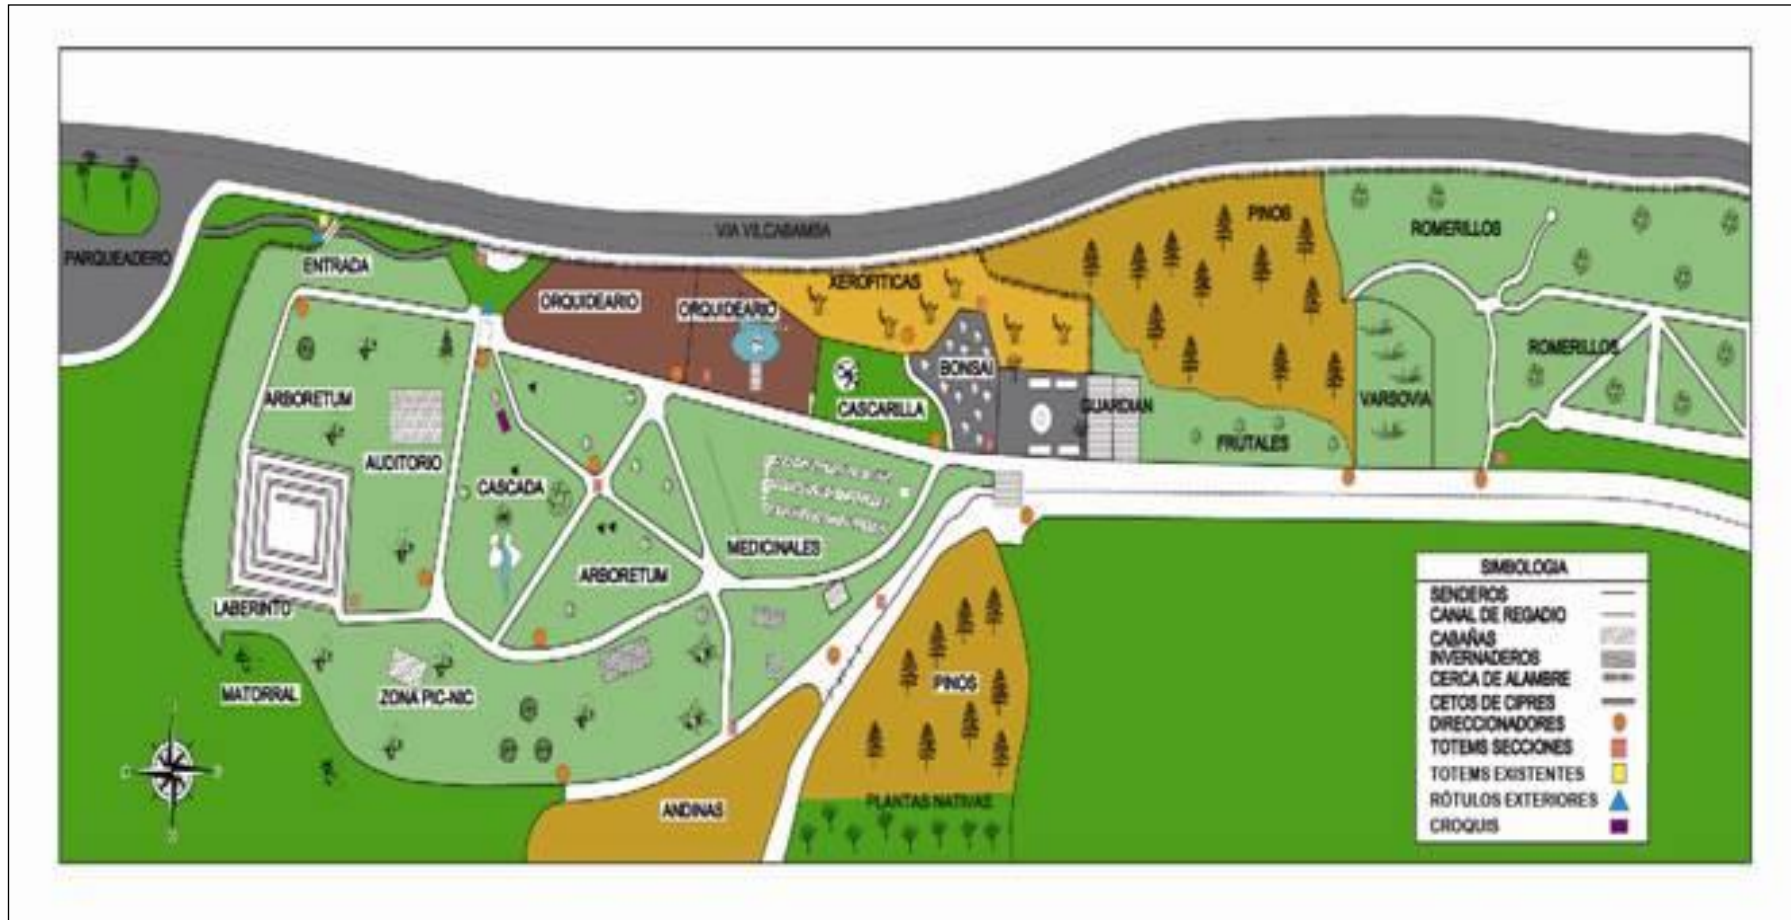 VIA VILCABAMBA
PARQUEADERO
ENTRADA
ORQUIDEARIO
ORQUIDEARIO
XEROFITICAS
PINOS
ROMERILLOS
ROMERILLOS
ARBORETUM
AUDITORIO
CASCARILLA
BONSAI
GUARDIAN
FRUTALES
VARSOVIA
CASCADA
MEDICINALES
ARBORETUM
LABERINTO
MATORRAL
ZONA PIC-NIC
PINOS
ANDINAS
PLANTAS NATIVAS
SIMBOLOGIA
SENDEROS
CANAL DE REGADIO
CABAÑAS
INVERNADEROS
CERCA DE ALAMBRE
CETOS DE CIPRES
DIRECCIONADORES
TOTEMS SECCIONES
TOTEMS EXISTENTES
RÓTULOS EXTERIORES
CROQUIS